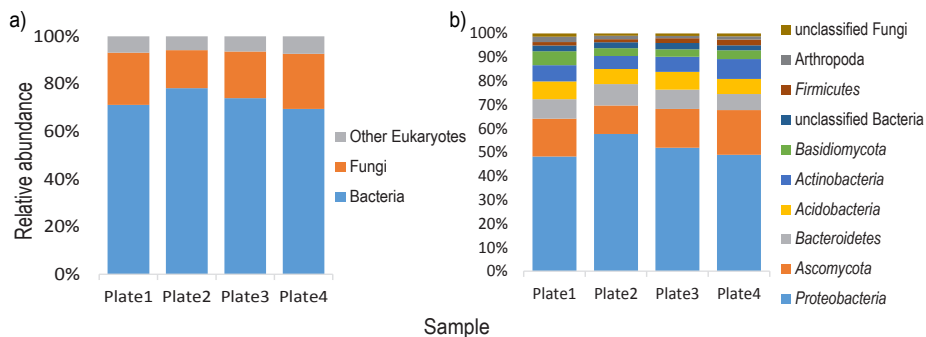 a)
Relative abundance
100%
80%
60%
40%
20%
0%
Plate1 Plate2 Plate3 Plate4
Other Eukaryotes
Fungi
Bacteria
b)
100%
90%
80%
70%
60%
50%
40%
30%
20%
10%
0%
Plate1 Plate2 Plate3 Plate4
unclassified Fungi
Arthropoda
Firmicutes
unclassified Bacteria
Basidiomycota
Actinobacteria
Acidobacteria
Bacteroidetes
Ascomycota
Proteobacteria
Sample